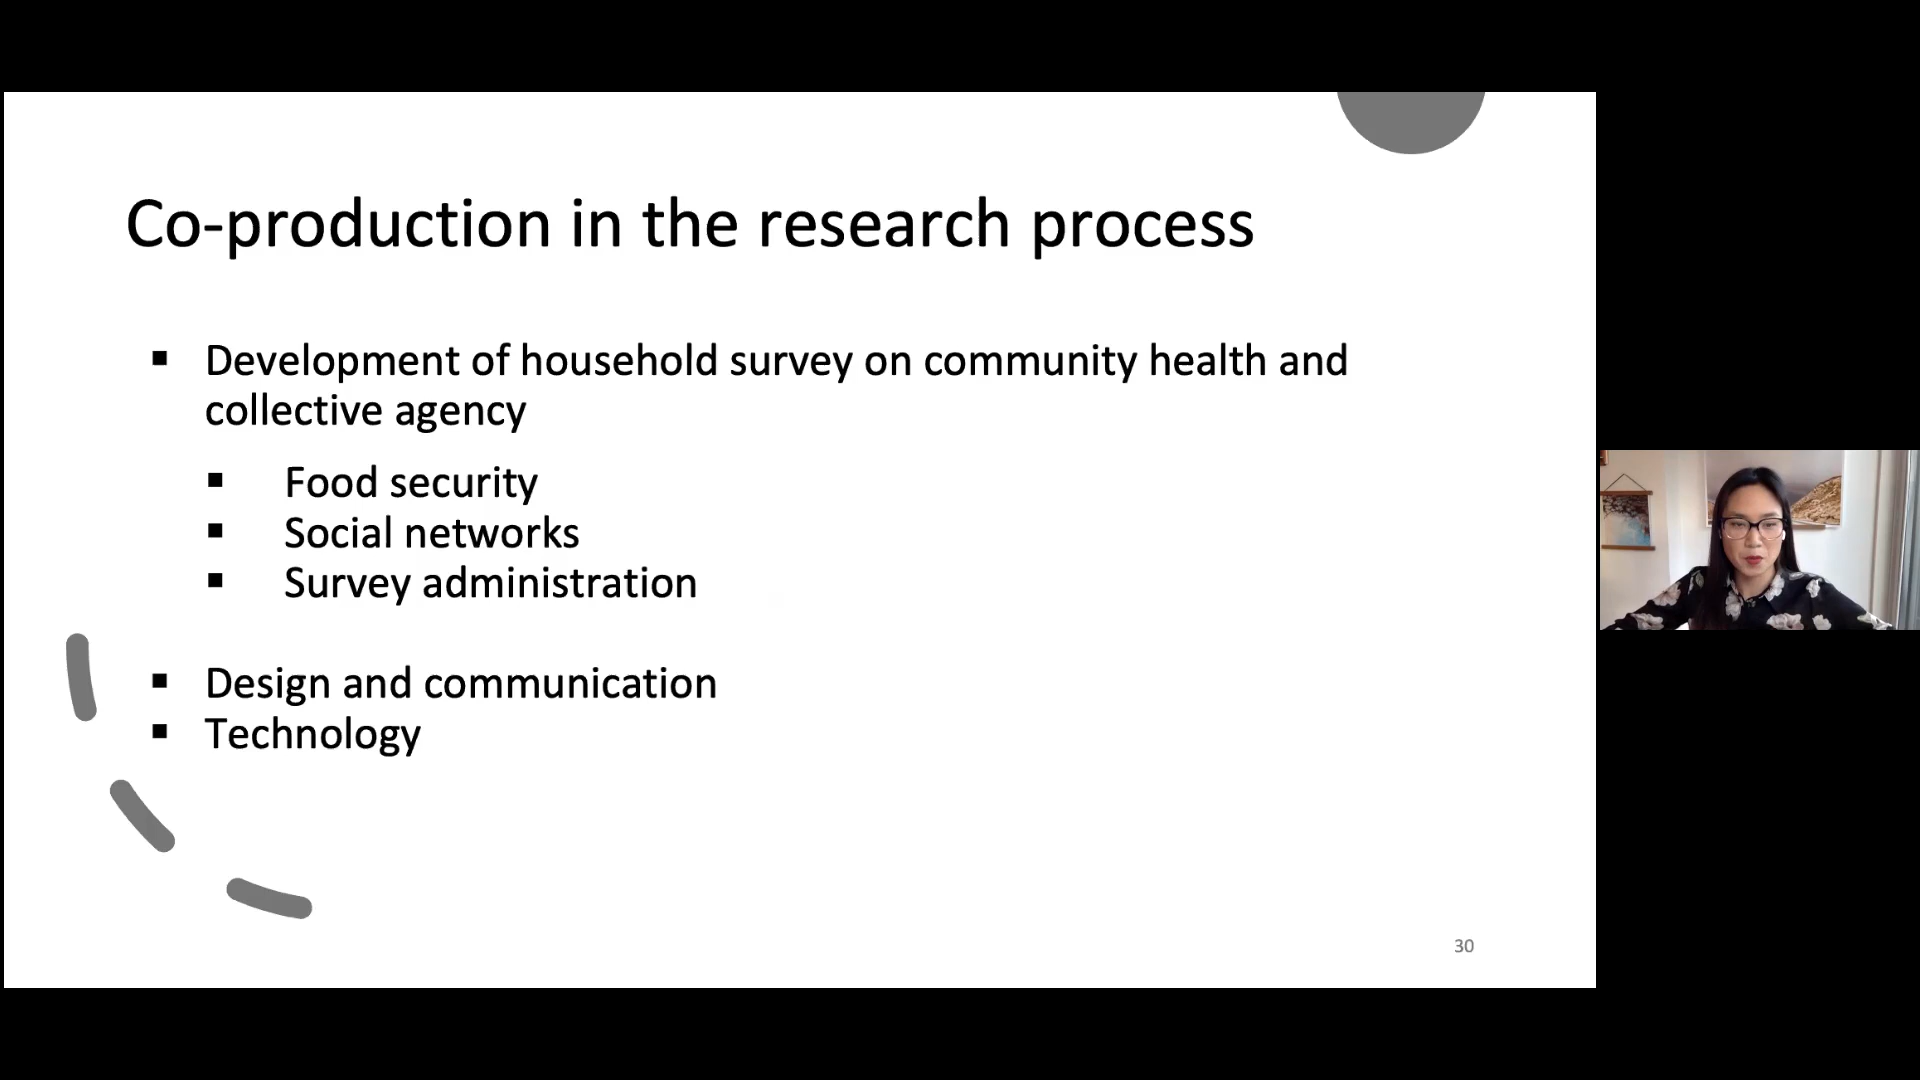 Co-production in the research process
▪ Development of household survey on community health and
collective agency
▪ Food security
▪ Social networks
▪ Survey administration
▪ Design and communication
▪ Technology
30